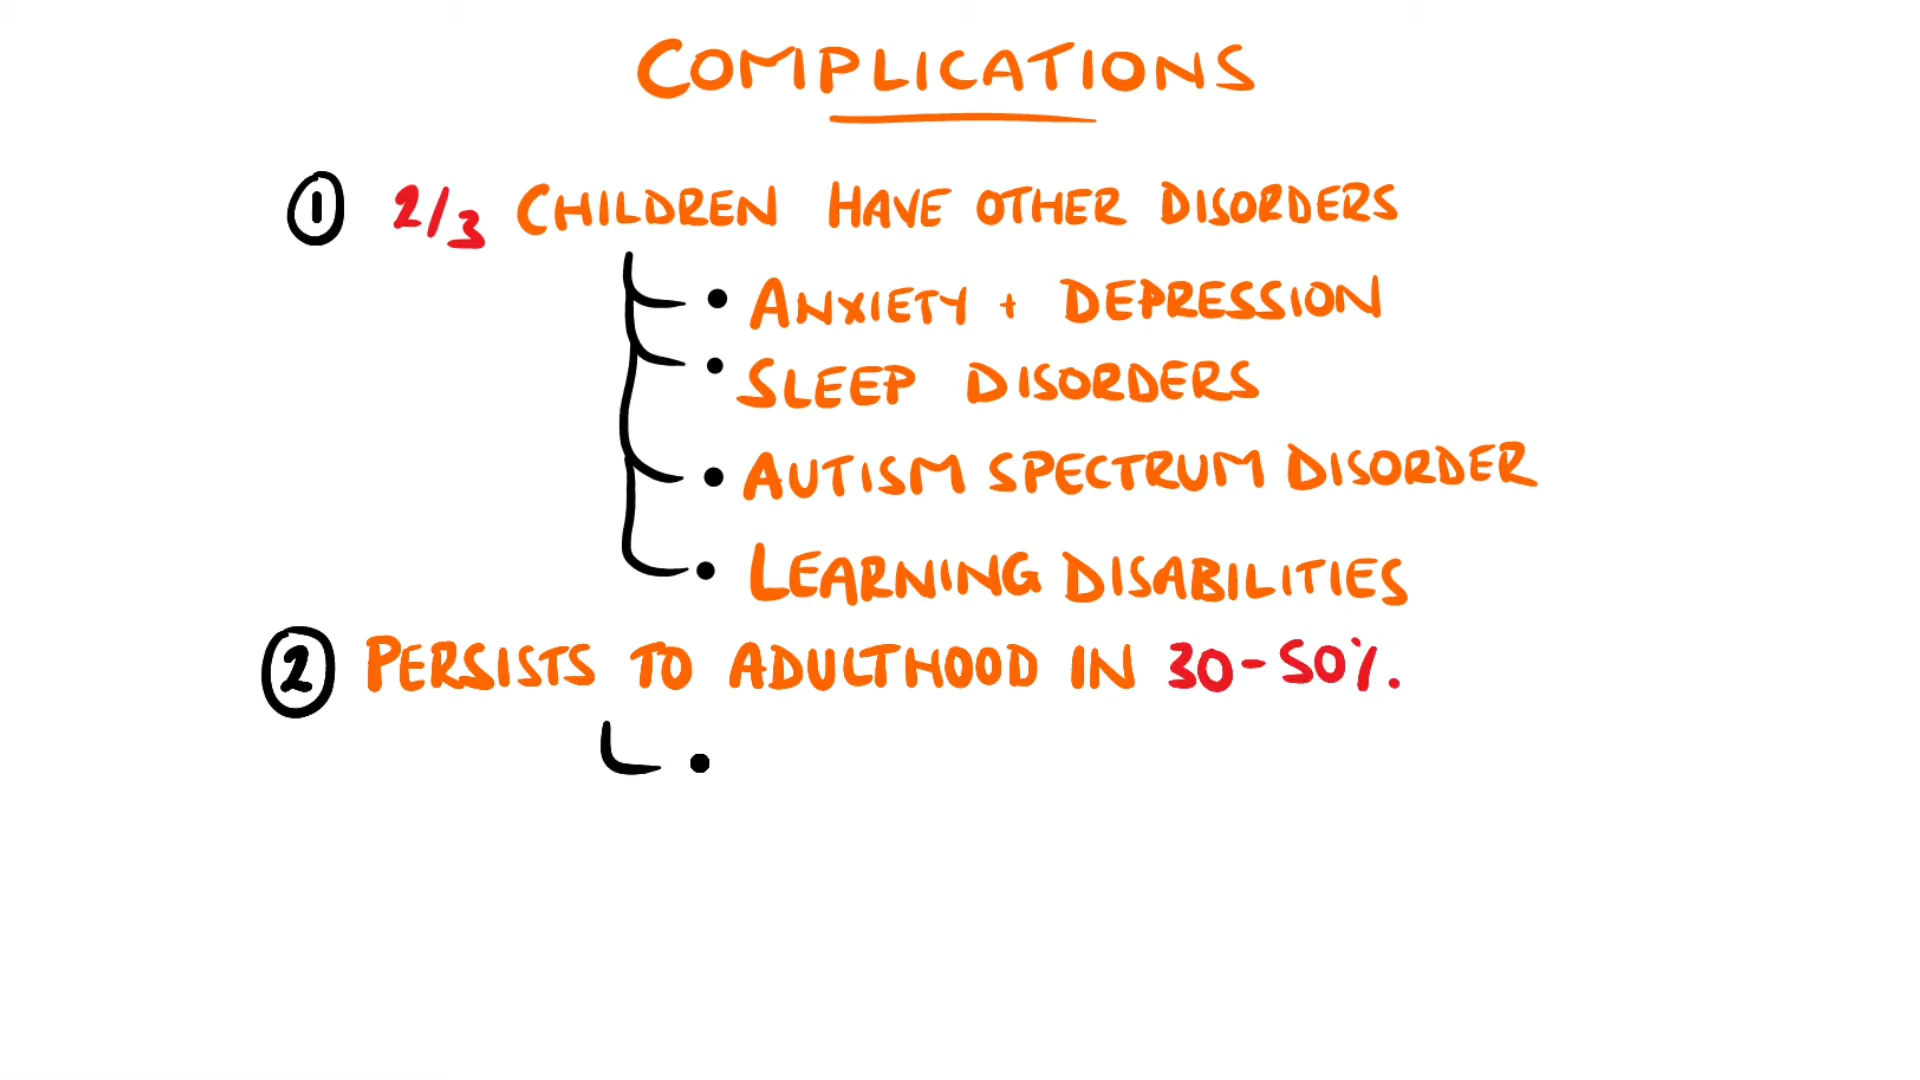 COMPLICATIONS
1 2/3 CHILDREN HAVE OTHER DISORDERS
• ANXIETY + DEPRESSION
• SLEEP DISORDERS
• AUTISM SPECTRUM DISORDER
• LEARNING DISABILITIES
2 PERSISTS TO ADULTHOOD IN 30-50%.
•